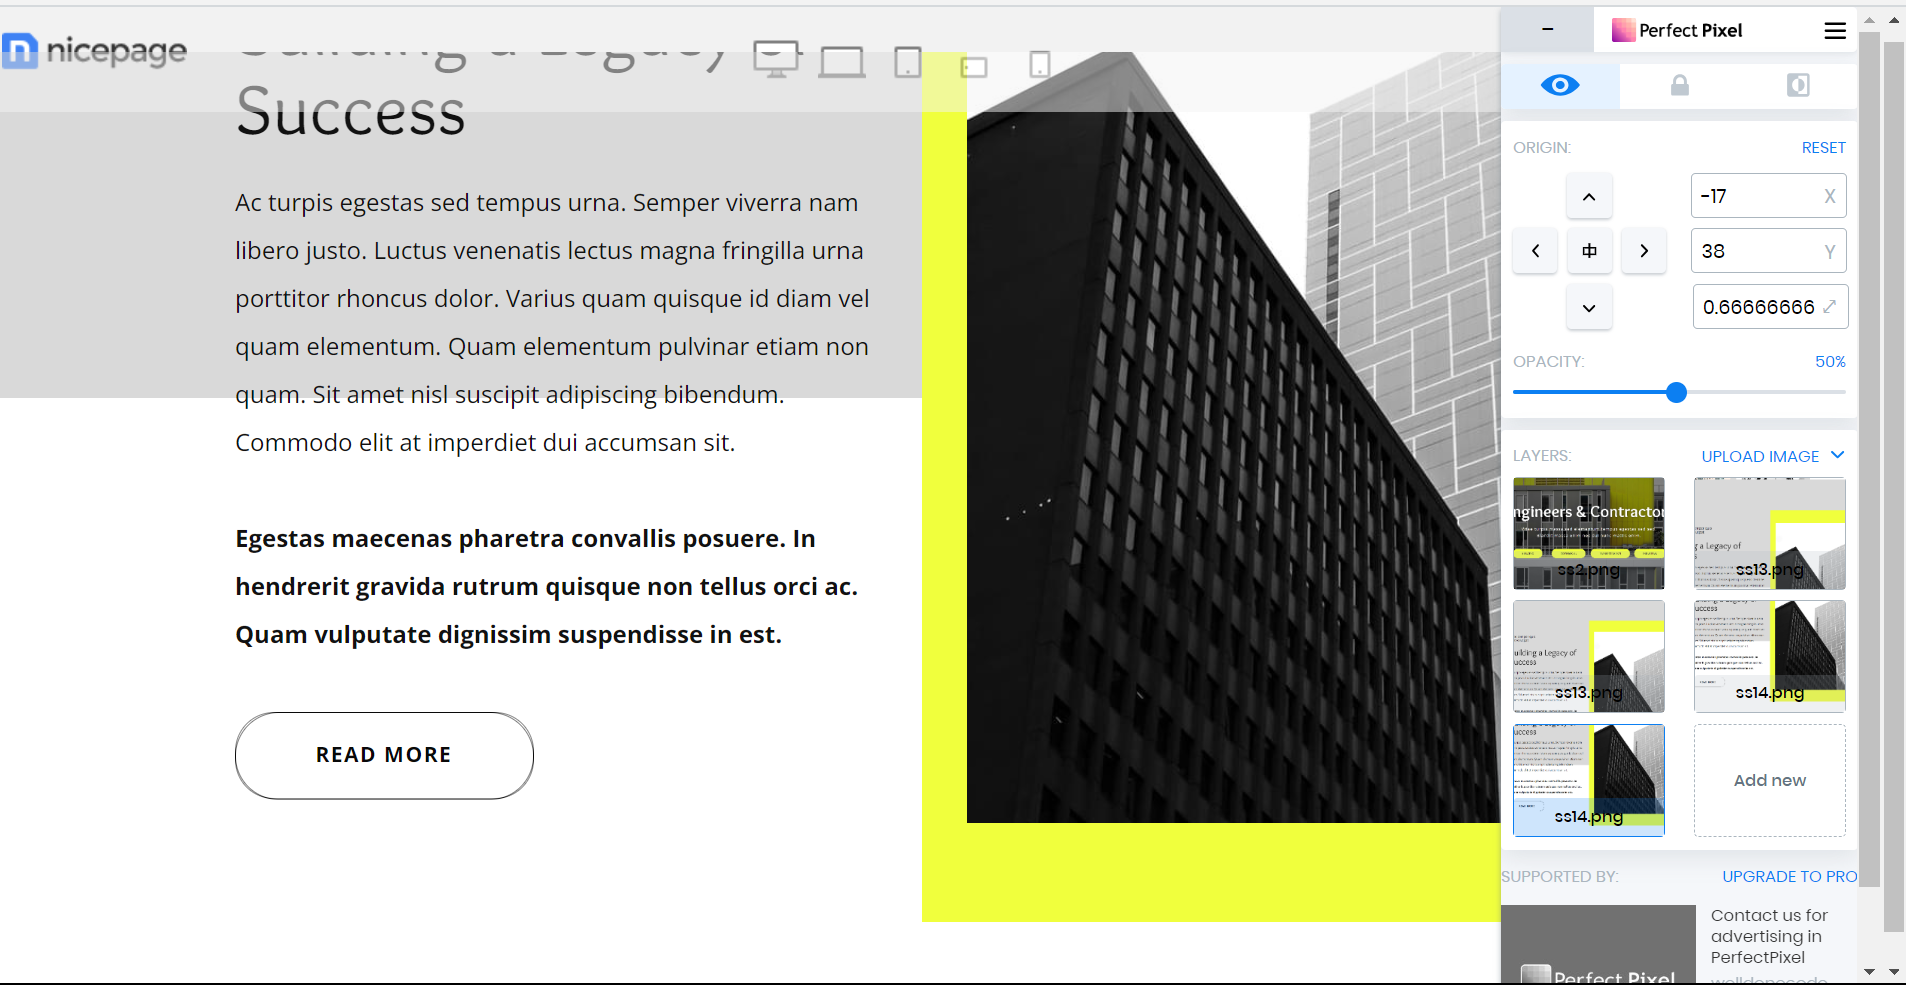 nicepage
Building a Legacy of
Success
Ac turpis egestas sed tempus urna. Semper viverra nam
libero justo. Luctus venenatis lectus magna fringilla urna
porttitor rhoncus dolor. Varius quam quisque id diam vel
quam elementum. Quam elementum pulvinar etiam non
quam. Sit amet nisl suscipit adipiscing bibendum.
Commodo elit at imperdiet dui accumsan sit.
Egestas maecenas pharetra convallis posuere. In
hendrerit gravida rutrum quisque non tellus orci ac.
Quam vulputate dignissim suspendisse in est.
READ MORE
– Perfect Pixel
ORIGIN: RESET
-17 X
中
38 Y
0.66666666
OPACITY: 50%
LAYERS: UPLOAD IMAGE
ngineers & Contractor
ss2.png
g a Legacy of
ss13.png
uilding a Legacy of
uccess
ss13.png
uccess
ss14.png
uccess
ss14.png
Add new
SUPPORTED BY: UPGRADE TO PRO
Perfect Pixel
Contact us for
advertising in
PerfectPixel